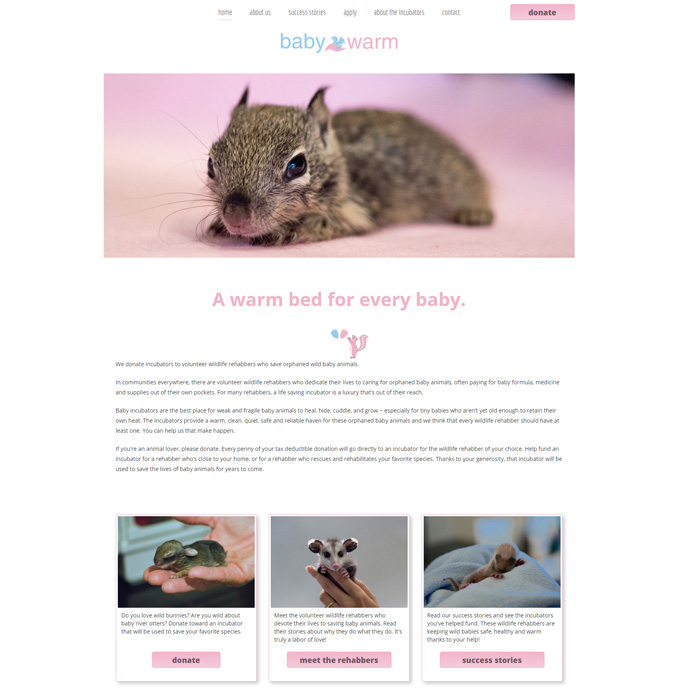 home about us success stories apply about the incubators contact donate
baby warm
A warm bed for every baby.
We donate incubators to volunteer wildlife rehabbers who save orphaned wild baby animals.
In communities everywhere, there are volunteer wildlife rehabbers who dedicate their lives to caring for orphaned baby animals, often paying for baby formula, medicine
and supplies out of their own pockets. For many rehabbers, a life saving incubator is a luxury that's out of their reach.
Baby incubators are the best place for weak and fragile baby animals to heal, hide, cuddle, and grow ~ especially for tiny babies who aren't yet old enough to retain their
own heat. The incubators provide a warm, clean, quiet, safe and reliable haven for these orphaned baby animals and we think that every wildlife rehabber should have at
least one. You can help us that make happen.
If you're an animal lover, please donate. Every penny of your tax deductible donation will go directly to an incubator for the wildlife rehabber of your choice. Help fund an
incubator for a rehabber who's close to your home, or for a rehabber who rescues and rehabilitates your favorite species. Thanks to your generosity, that incubator will be
used to save the lives of baby animals for years to come.
Do you love wild bunnies? Are you wild about
baby river otters? Donate toward an incubator
that will be used to save your favorite species.
donate
Meet the volunteer wildlife rehabbers who
devote their lives to saving baby animals. Read
their stories about why they do what they do. It's
truly a labor of love!
meet the rehabbers
Read our success stories and see the incubators
you've helped fund. These wildlife rehabbers are
keeping wild babies safe, healthy and warm
thanks to your help!
success stories